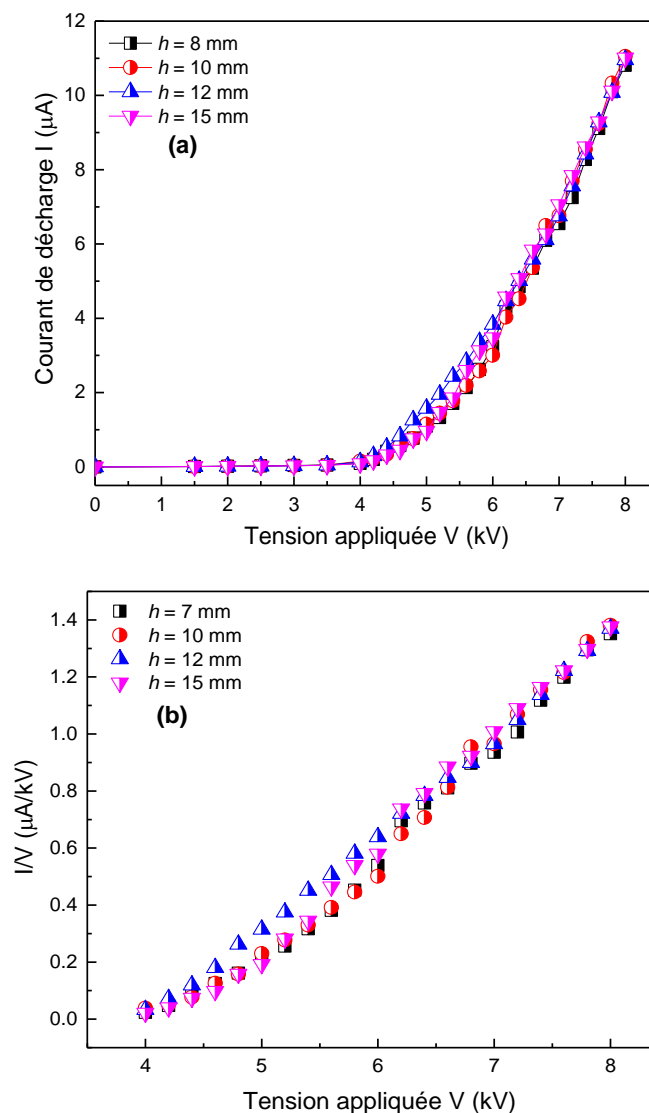 12
10
8
6
4
2
0
Courant de décharge I (μA)
h = 8 mm
h = 10 mm
h = 12 mm
h = 15 mm
(a)
0 1 2 3 4 5 6 7 8
Tension appliquée V (kV)
1.4
1.2
1.0
0.8
0.6
0.4
0.2
0.0
I/V (μA/kV)
h = 7 mm
h = 10 mm
h = 12 mm
h = 15 mm
(b)
4 5 6 7 8
Tension appliquée V (kV)